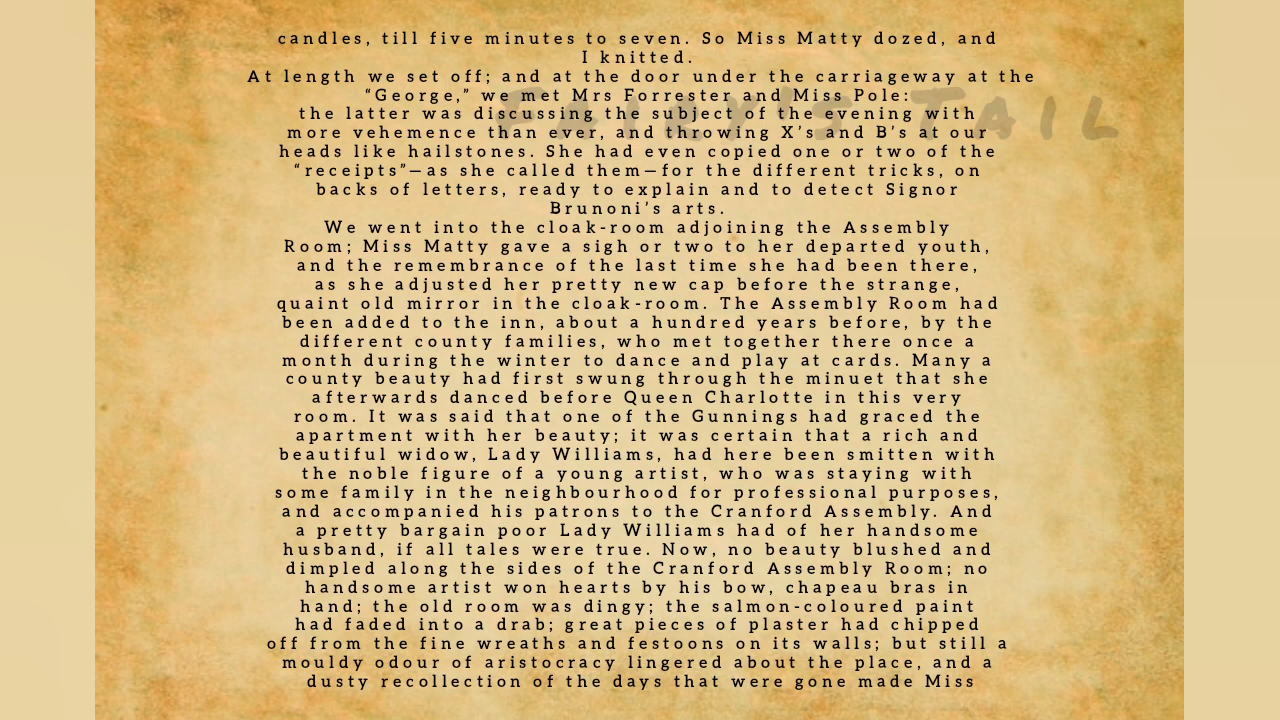 candles, till five minutes to seven. So Miss Matty dozed, and
I knitted.
At length we set off; and at the door under the carriageway at the
“George,” we met Mrs Forrester and Miss Pole:
the latter was discussing the subject of the evening with
more vehemence than ever, and throwing X’s and B’s at our
heads like hailstones. She had even copied one or two of the
“receipts”—as she called them—for the different tricks, on
backs of letters, ready to explain and to detect Signor
Brunoni’s arts.
We went into the cloak-room adjoining the Assembly
Room; Miss Matty gave a sigh or two to her departed youth,
and the remembrance of the last time she had been there,
as she adjusted her pretty new cap before the strange,
quaint old mirror in the cloak-room. The Assembly Room had
been added to the inn, about a hundred years before, by the
different county families, who met together there once a
month during the winter to dance and play at cards. Many a
county beauty had first swung through the minuet that she
afterwards danced before Queen Charlotte in this very
room. It was said that one of the Gunnings had graced the
apartment with her beauty; it was certain that a rich and
beautiful widow, Lady Williams, had here been smitten with
the noble figure of a young artist, who was staying with
some family in the neighbourhood for professional purposes,
and accompanied his patrons to the Cranford Assembly. And
a pretty bargain poor Lady Williams had of her handsome
husband, if all tales were true. Now, no beauty blushed and
dimpled along the sides of the Cranford Assembly Room; no
handsome artist won hearts by his bow, chapeau bras in
hand; the old room was dingy; the salmon-coloured paint
had faded into a drab; great pieces of plaster had chipped
off from the fine wreaths and festoons on its walls; but still a
mouldy odour of aristocracy lingered about the place, and a
dusty recollection of the days that were gone made Miss
TAIL